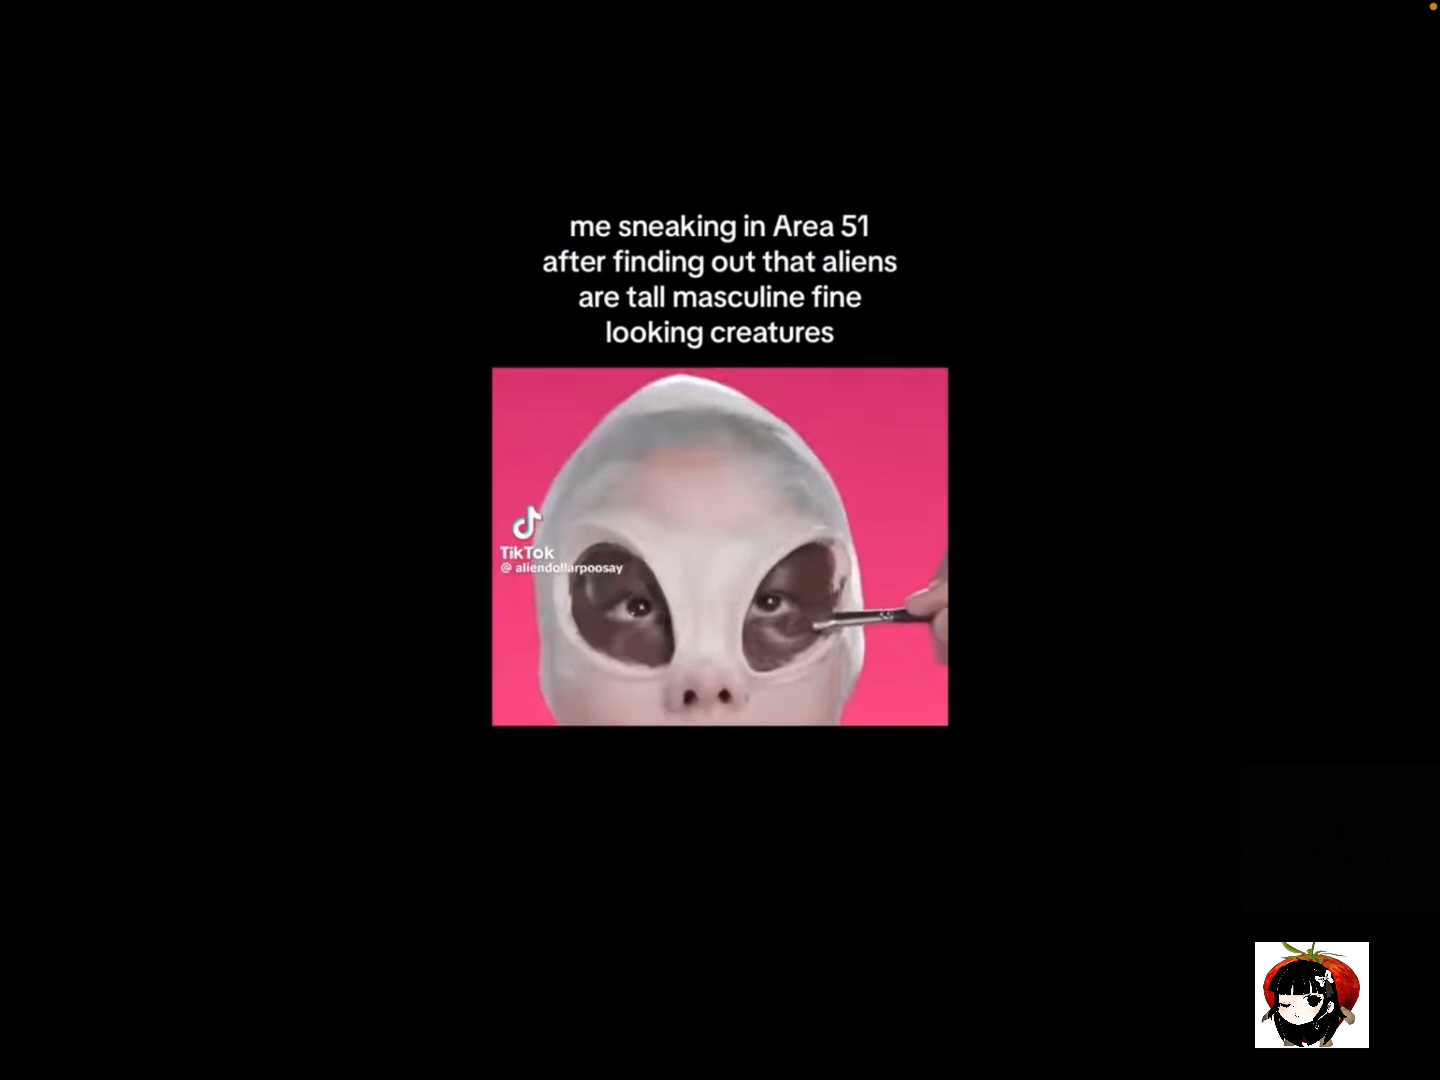 me sneaking in Area 51
after finding out that aliens
are tall masculine fine
looking creatures
TikTok
@ aliendollarpoosay